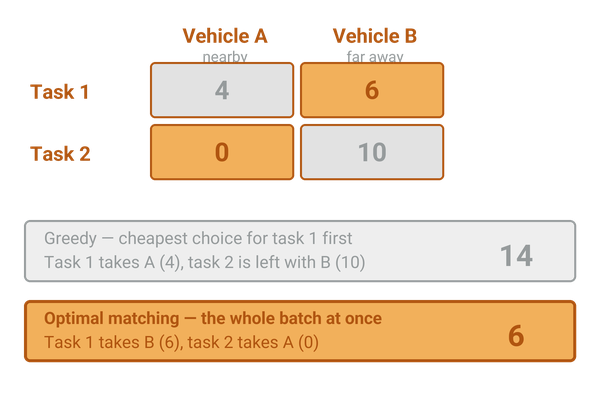 Vehicle A Vehicle B
nearby far away
Task 1 4 6
Task 2 0 10
Greedy — cheapest choice for task 1 first
Task 1 takes A (4), task 2 is left with B (10)
14
Optimal matching — the whole batch at once
Task 1 takes B (6), task 2 takes A (0)
6